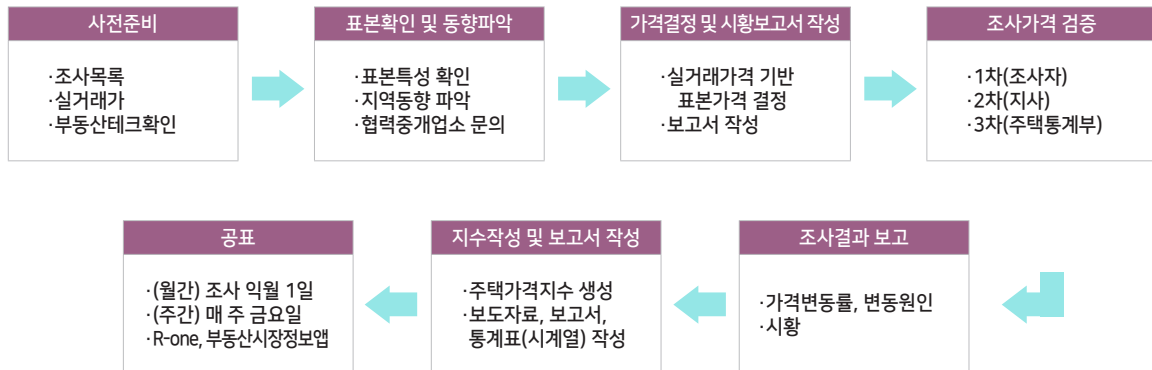 사전준비
·조사목록
·실거래가
·부동산테크확인
표본확인 및 동향파악
·표본특성 확인
·지역동향 파악
·협력중개업소 문의
가격결정 및 시황보고서 작성
·실거래가격 기반
표본가격 결정
·보고서 작성
조사가격 검증
·1차(조사자)
·2차(지사)
·3차(주택통계부)
조사결과 보고
·가격변동률, 변동원인
·시황
지수작성 및 보고서 작성
·주택가격지수 생성
·보도자료, 보고서,
통계표(시계열) 작성
공표
·(월간) 조사 익월 1일
·(주간) 매 주 금요일
·R-one, 부동산시장정보앱